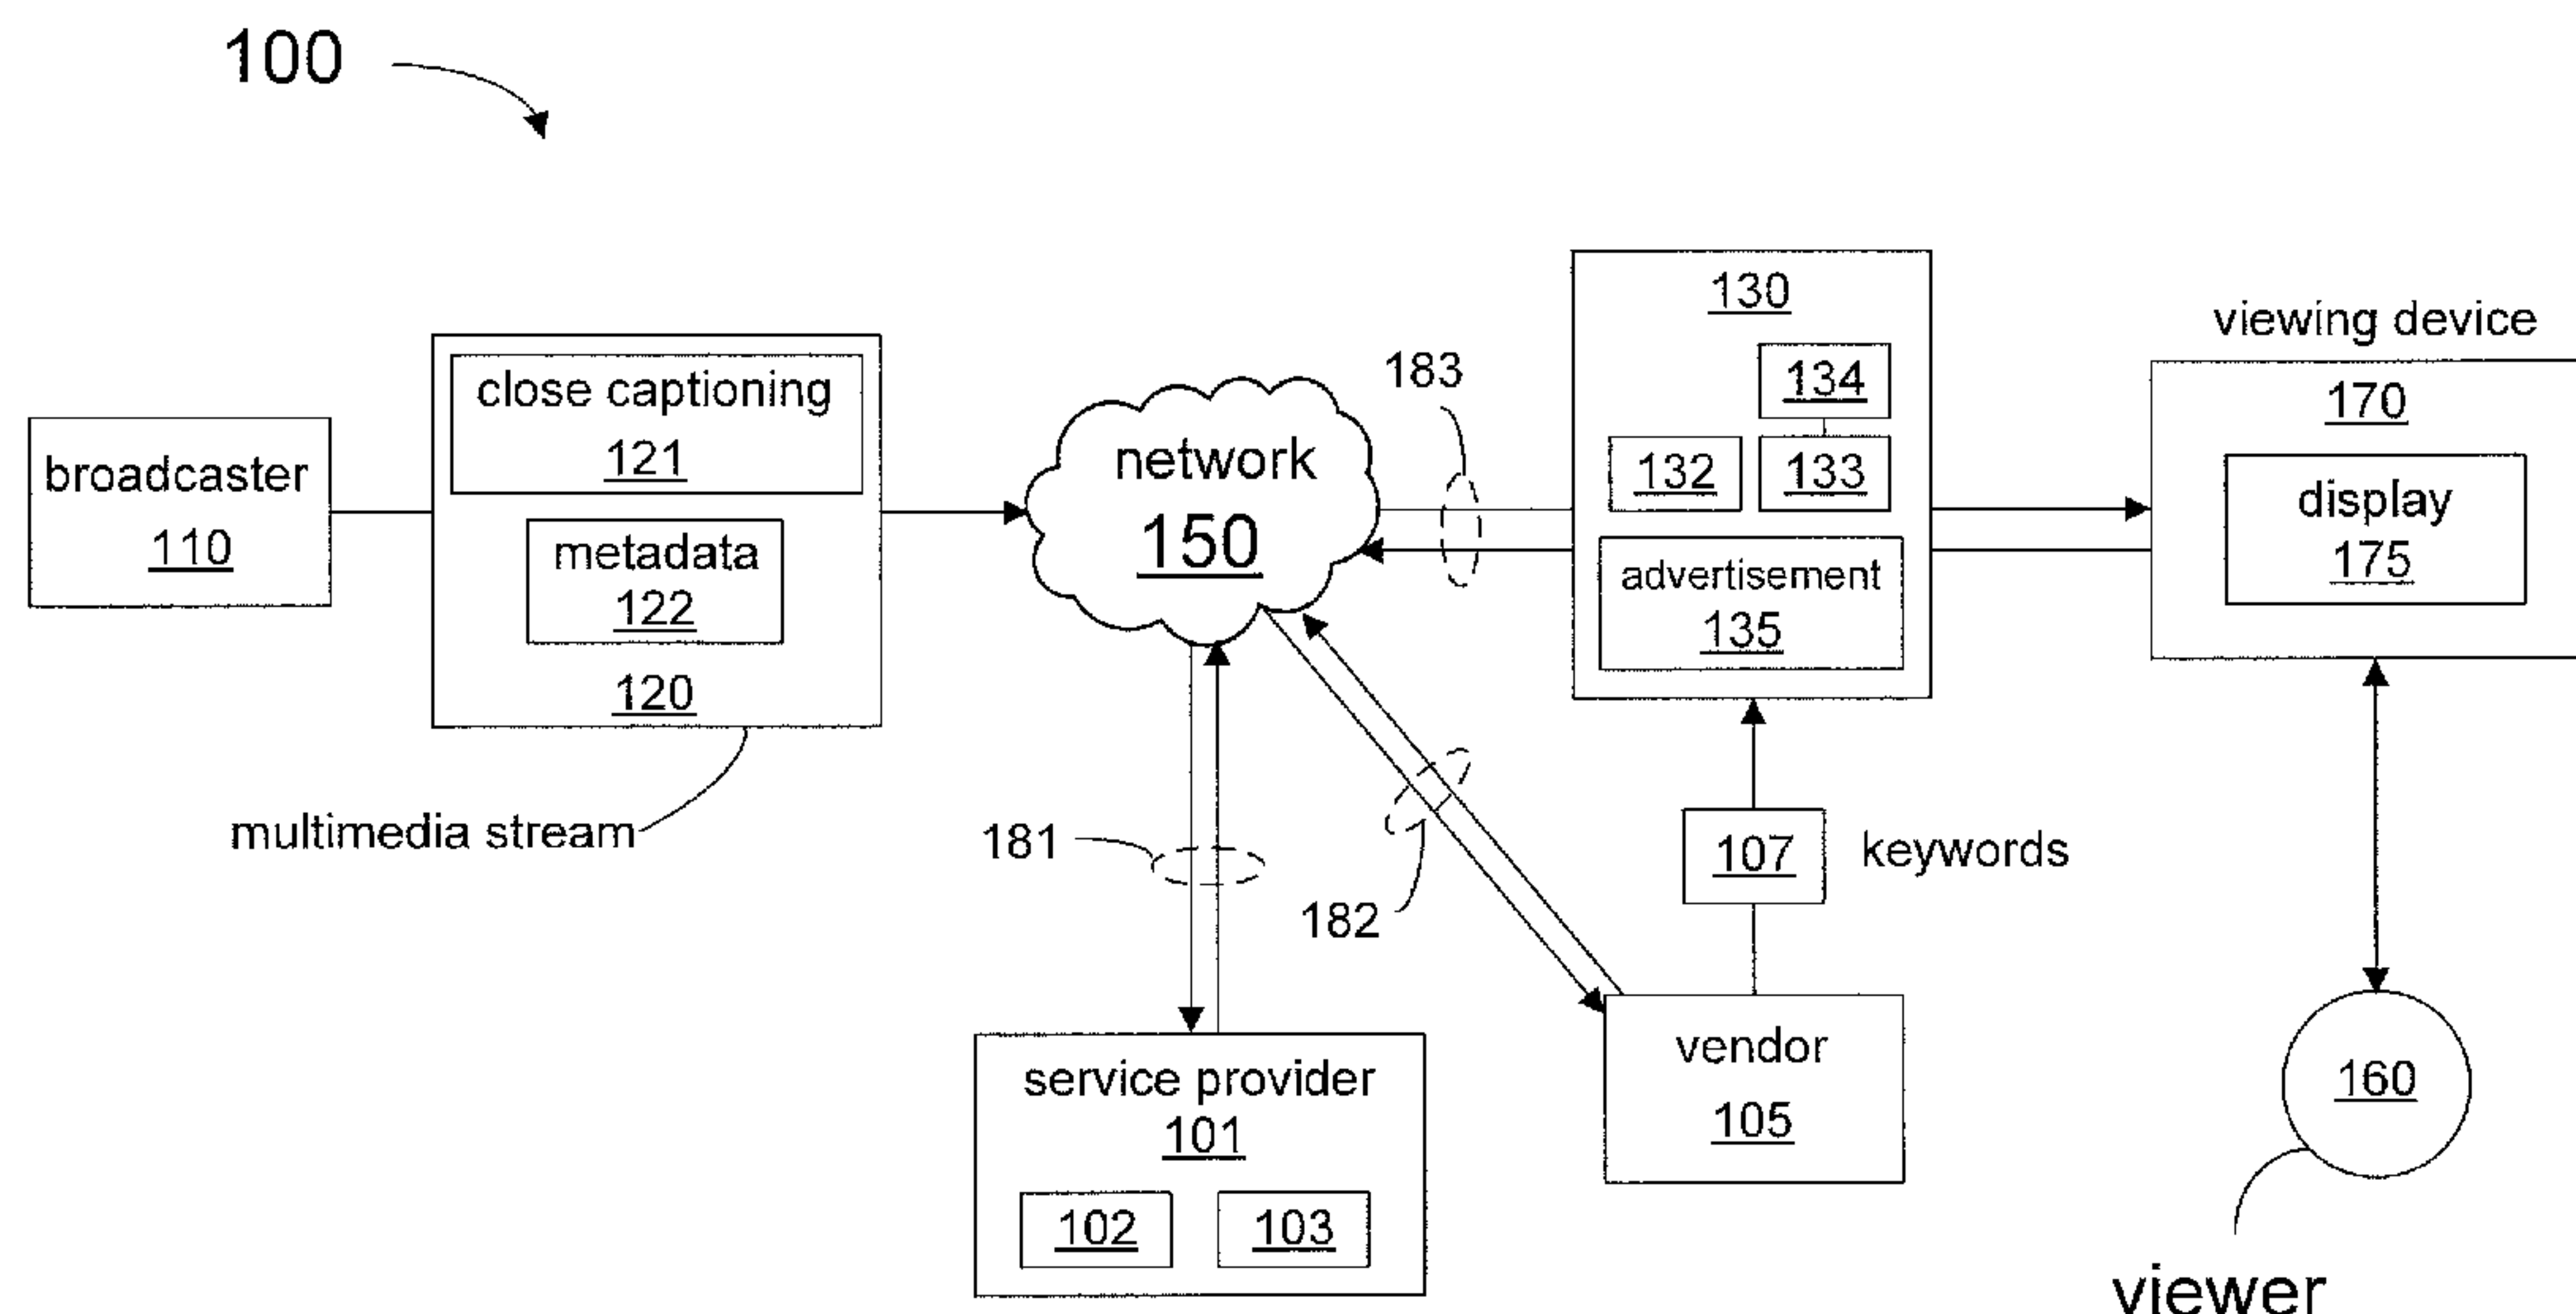 100
broadcaster
110
close captioning
121
metadata
122
120
multimedia stream
network
150
183
130
134
132
133
advertisement
135
viewing device
170
display
175
181
182
107
keywords
service provider
101
102
103
vendor
105
160
viewer